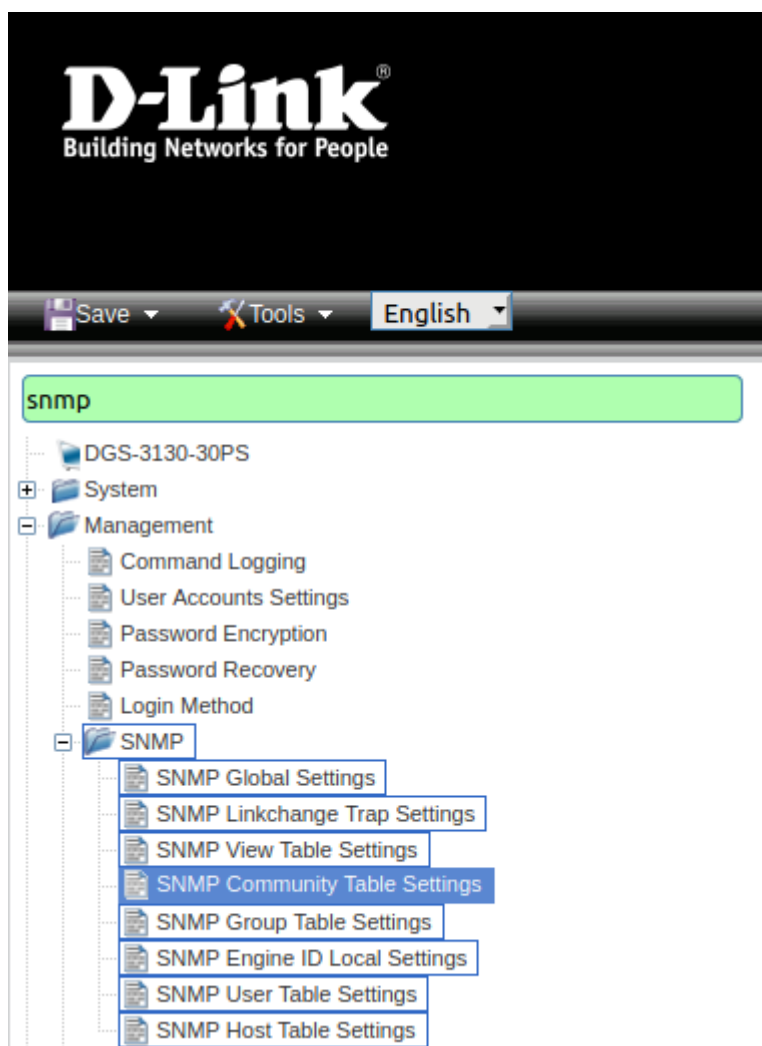 D-Link®
Building Networks for People
Save Tools English
snmp
DGS-3130-30PS
System
Management
Command Logging
User Accounts Settings
Password Encryption
Password Recovery
Login Method
SNMP
SNMP Global Settings
SNMP Linkchange Trap Settings
SNMP View Table Settings
SNMP Community Table Settings
SNMP Group Table Settings
SNMP Engine ID Local Settings
SNMP User Table Settings
SNMP Host Table Settings